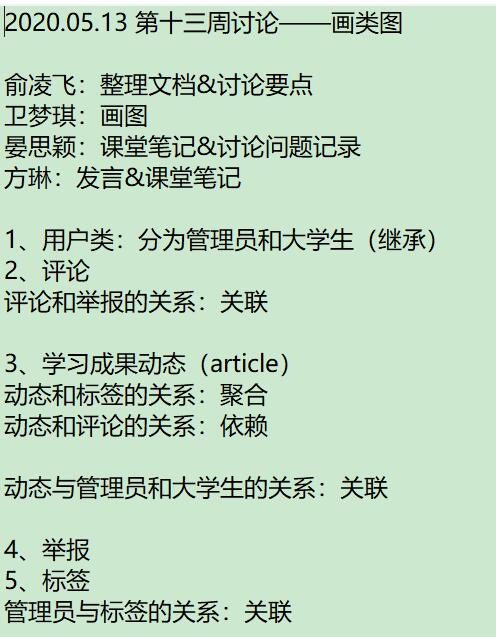 2020.05.13 第十三周讨论——画类图
俞凌飞：整理文档&讨论要点
卫梦琪：画图
晏思颖：课堂笔记&讨论问题记录
方琳：发言&课堂笔记
1、用户类：分为管理员和大学生（继承）
2、评论
评论和举报的关系：关联
3、学习成果动态（article）
动态和标签的关系：聚合
动态和评论的关系：依赖
动态与管理员和大学生的关系：关联
4、举报
5、标签
管理员与标签的关系：关联